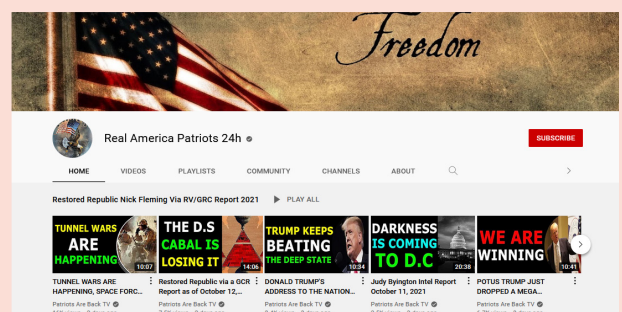 Freedom
Real America Patriots 24h
SUBSCRIBE
HOME VIDEOS PLAYLISTS COMMUNITY CHANNELS ABOUT
Restored Republic Nick Fleming Via RV/GRC Report 2021 PLAY ALL
TUNNEL WARS
ARE
HAPPENING
10:07
THE D.S
CABAL IS
LOSING IT
14:06
TRUMP KEEPS
BEATING
THE DEEP STATE
10:34
DARKNESS
IS COMING
TO D.C
20:38
WE ARE
WINNING
10:41
TUNNEL WARS ARE
HAPPENING, SPACE FORC...
Patriots Are Back TV
Restored Republic via a GCR
Report as of October 12,...
Patriots Are Back TV
DONALD TRUMP'S
ADDRESS TO THE NATION...
Patriots Are Back TV
Judy Byington Intel Report
October 11, 2021
Patriots Are Back TV
POTUS TRUMP JUST
DROPPED A MEGA...
Patriots Are Back TV